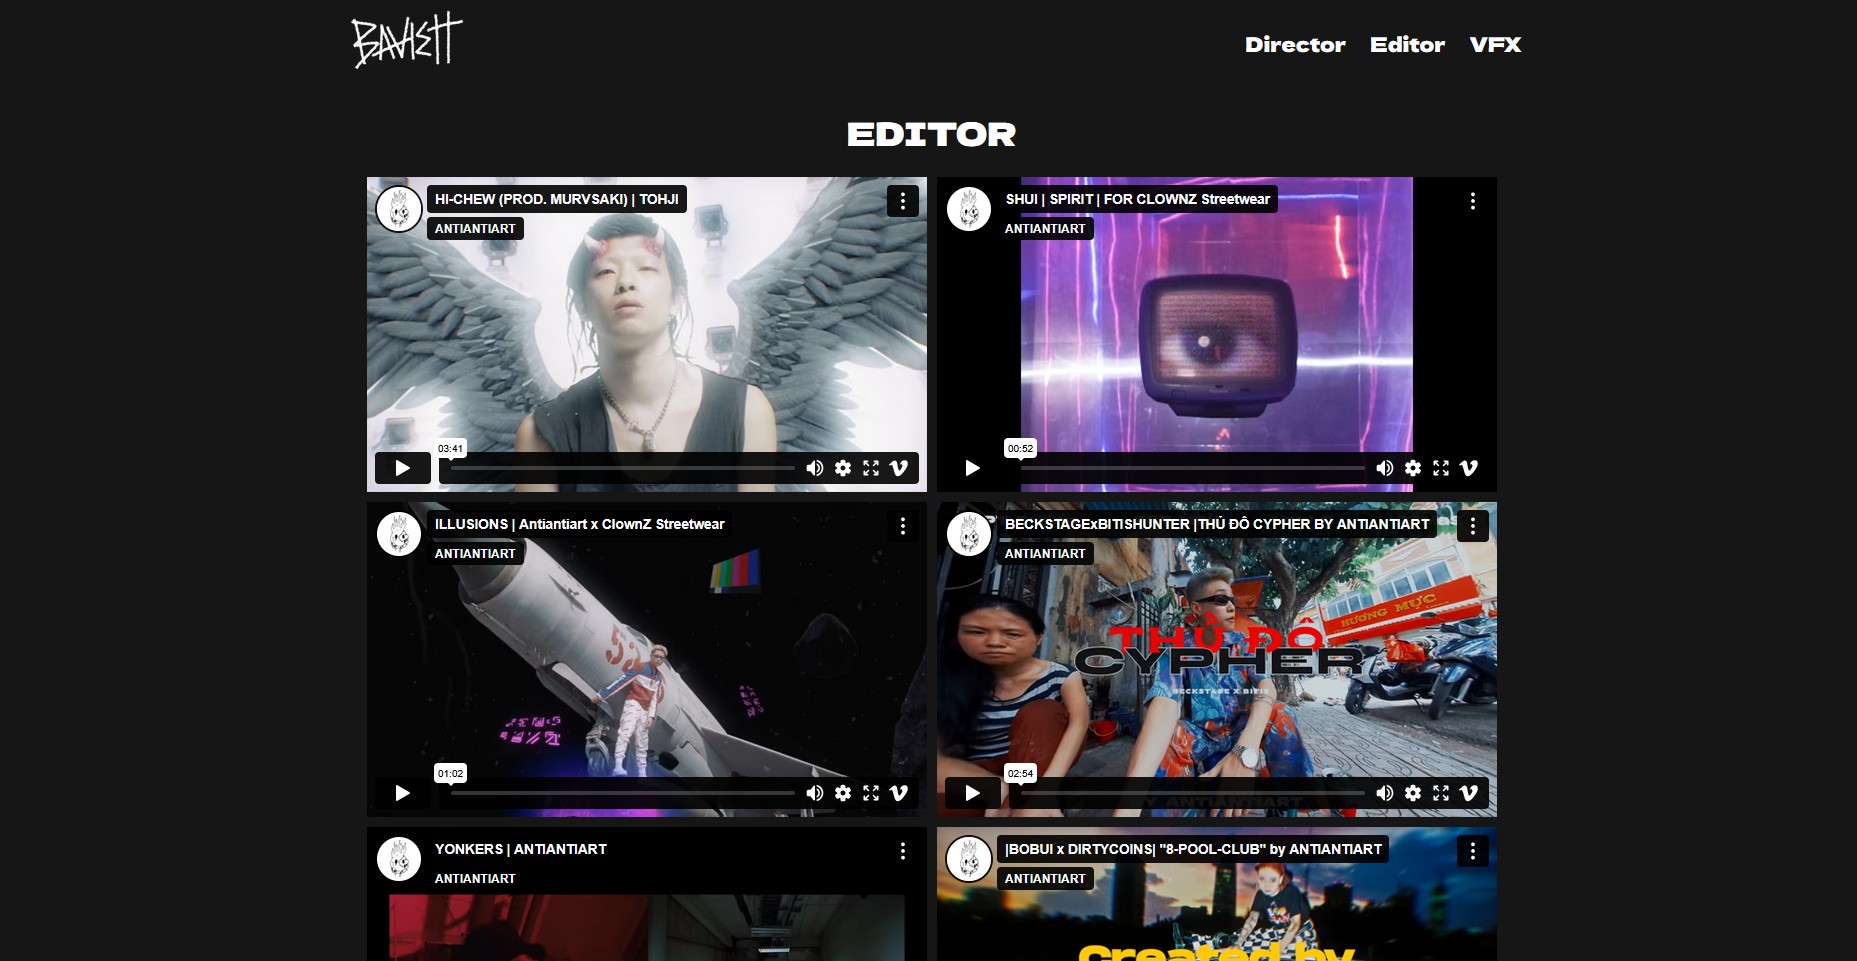 BAVIETT
Director Editor VFX
EDITOR
HI-CHEW (PROD. MURVSAKI) | TOHJI
ANTIANTIART
03:41
SHUI | SPIRIT | FOR CLOWNZ Streetwear
ANTIANTIART
00:52
ILLUSIONS | Antiantiart x ClownZ Streetwear
ANTIANTIART
52
01:02
BECKSTAGExBITISHUNTER |THỦ ĐÔ CYPHER BY ANTIANTIART
ANTIANTIART
HƯƠNG MỰC
THỦ ĐÔ
CYPHER
BECKSTAGE X BITIS
02:54
BY ANTIANTIART
YONKERS | ANTIANTIART
ANTIANTIART
|BOBUI x DIRTYCOINS| "8-POOL-CLUB" by ANTIANTIART
ANTIANTIART
Created by